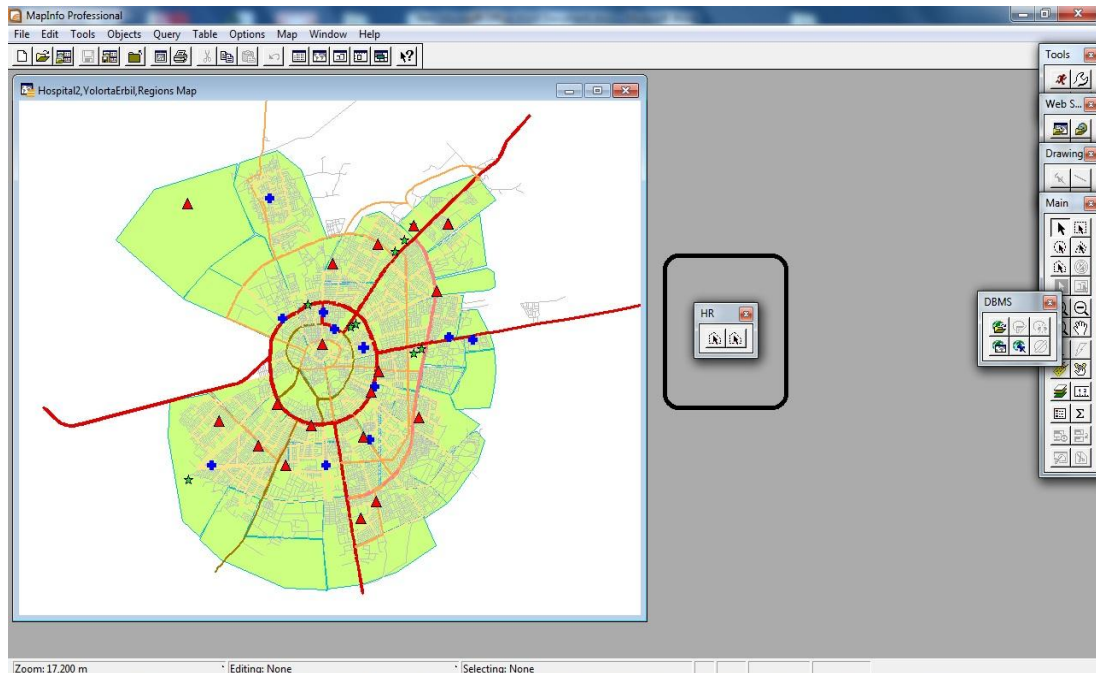 MapInfo Professional
File Edit Tools Objects Query Table Options Map Window Help
Tools
Hospital2,YolortaErbil,Regions Map
Web S...
Drawing
Main
DBMS
HR
Zoom: 17,200 m
Editing: None
Selecting: None